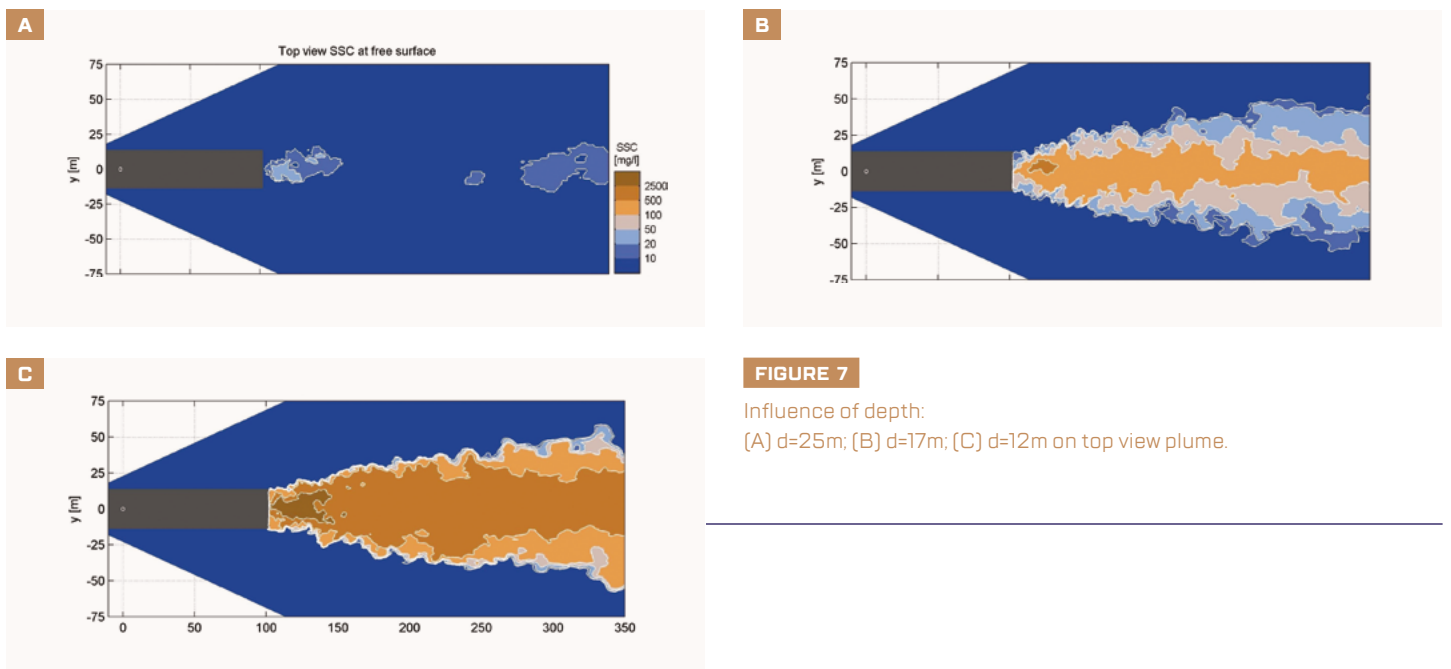 A
Top view SSC at free surface
75
50
25
0
-25
-50
-75
y [m]
SSC
[mg/l]
2500
500
100
50
20
10
B
75
50
25
0
-25
-50
-75
y [m]
C
75
50
25
0
-25
-50
-75
y [m]
0 50 100 150 200 250 300 350
FIGURE 7
Influence of depth:
(A) d=25m; (B) d=17m; (C) d=12m on top view plume.